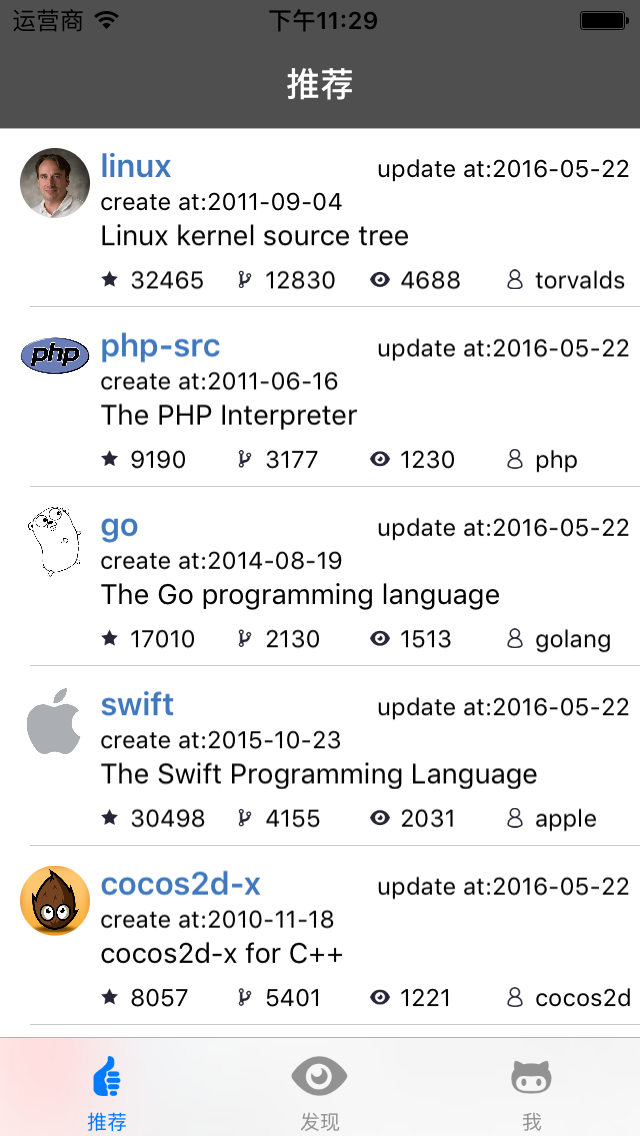 运营商 下午11:29
推荐
linux update at:2016-05-22
create at:2011-09-04
Linux kernel source tree
32465 12830 4688 torvalds
php php-src update at:2016-05-22
create at:2011-06-16
The PHP Interpreter
9190 3177 1230 php
go update at:2016-05-22
create at:2014-08-19
The Go programming language
17010 2130 1513 golang
swift update at:2016-05-22
create at:2015-10-23
The Swift Programming Language
30498 4155 2031 apple
cocos2d-x update at:2016-05-22
create at:2010-11-18
cocos2d-x for C++
8057 5401 1221 cocos2d
推荐 发现 我